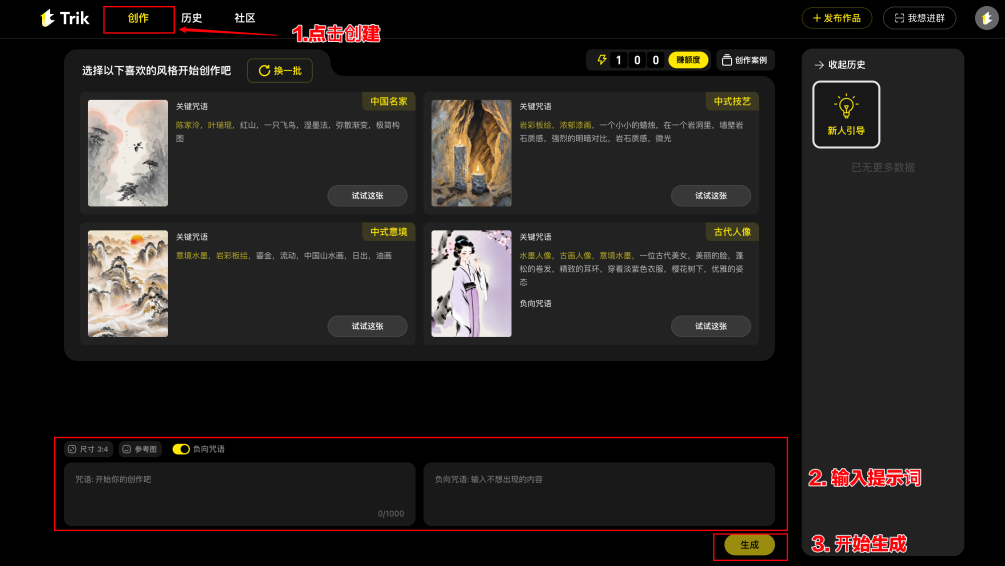 Trik
创作
历史
社区
+ 发布作品
我想进群
1.点击创建
选择以下喜欢的风格开始创作吧
换一批
1 0 0
赚额度
创作案例
收起历史
新人引导
已无更多数据
中国名家
关键咒语
陈家泠，叶瑞琨，红山，一只飞鸟，湿墨法，弥散渐变，极简构
图
试试这张
中式技艺
关键咒语
岩彩板绘，浓郁漆画，一个小小的蜡烛，在一个岩洞里，墙壁岩
石质感，强烈的明暗对比，岩石质感，微光
试试这张
中式意境
关键咒语
意境水墨，岩彩板绘，鎏金，流动，中国山水画，日出，油画
试试这张
古代人像
关键咒语
水墨人像，古画人像，意境水墨，一位古代美女，美丽的脸，蓬
松的卷发，精致的耳环，穿着淡紫色衣服，樱花树下，优雅的姿
态
负向咒语
试试这张
尺寸 3:4
参考图
负向咒语
咒语: 开始你的创作吧
0/1000
负向咒语: 输入不想出现的内容
2. 输入提示词
生成
3. 开始生成